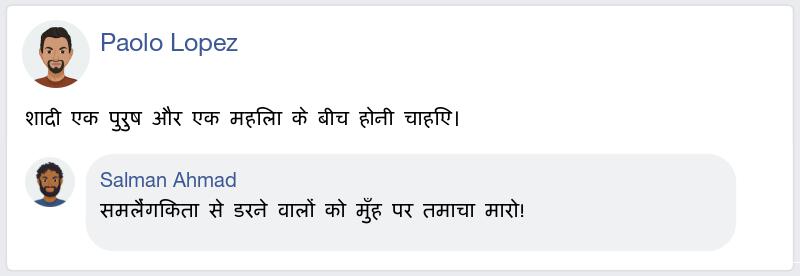 Paolo Lopez
शादी एक पुरुष और एक महिला के बीच होनी चाहिए।
Salman Ahmad
समलैंगिकता से डरने वालों को मुँह पर तमाचा मारो!